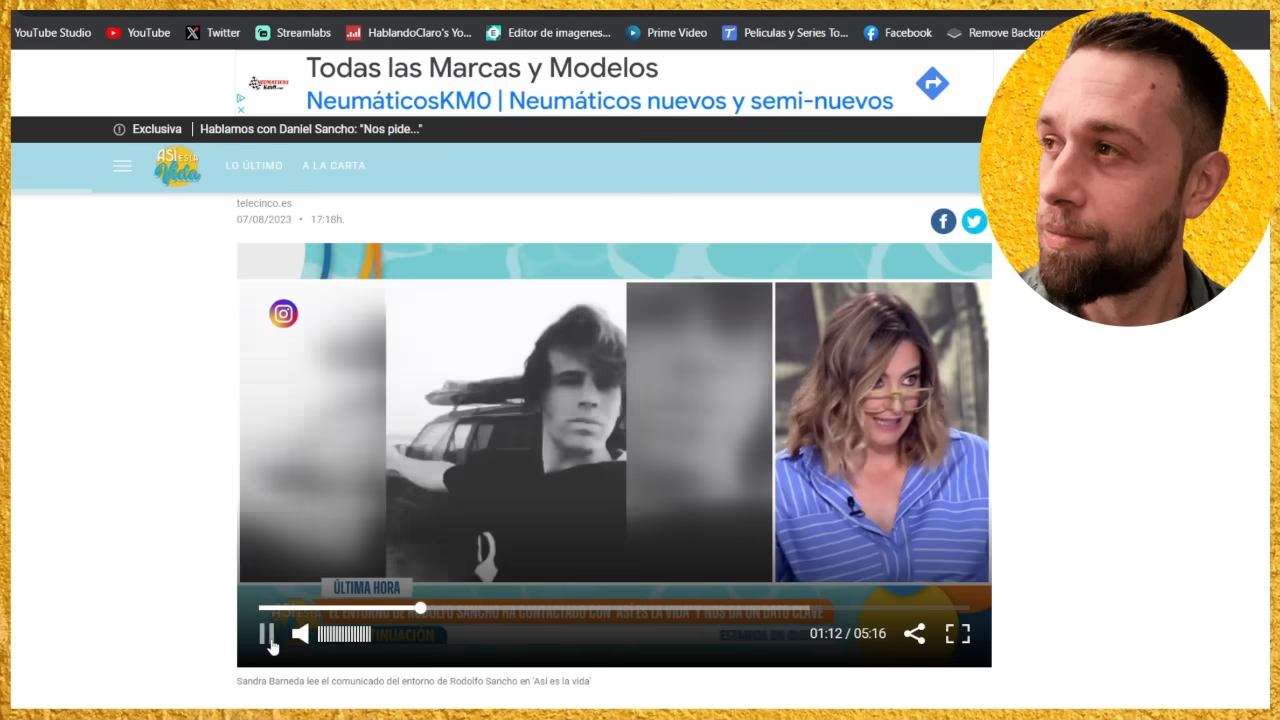 YouTube Studio
YouTube
Twitter
Streamlabs
HablandoClaro's Yo...
Editor de imagenes...
Prime Video
Peliculas y Series To...
Facebook
Remove Backgr
Todas las Marcas y Modelos
NeumáticosKM0 | Neumáticos nuevos y semi-nuevos
Exclusiva | Hablamos con Daniel Sancho: "Nos pide..."
ASÍ ES LA
Vida
LO ÚLTIMO
A LA CARTA
telecinco.es
07/08/2023 • 17:18h.
ÚLTIMA HORA
EL ENTORNO DE RODOLFO SANCHO HA CONTACTADO CON 'ASÍ ES LA VIDA' Y NOS DA UN DATO CLAVE
01:12 / 05:16
Sandra Barneda lee el comunicado del entorno de Rodolfo Sancho en 'Así es la vida'